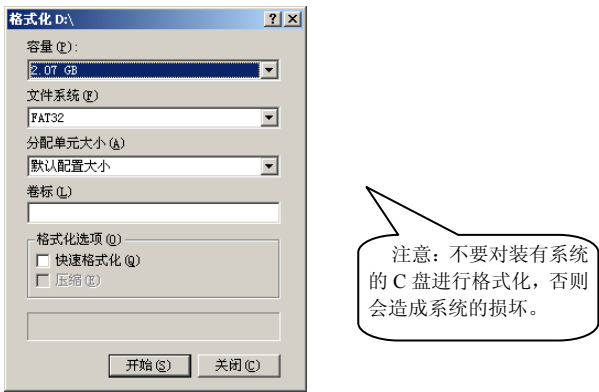 格式化 D:\
容量(P):
2.07 GB
文件系统(F)
FAT32
分配单元大小(A)
默认配置大小
卷标(L)
格式化选项(O)
快速格式化(Q)
压缩(E)
开始(S) 关闭(C)
注意：不要对装有系统
的 C 盘进行格式化，否则
会造成系统的损坏。